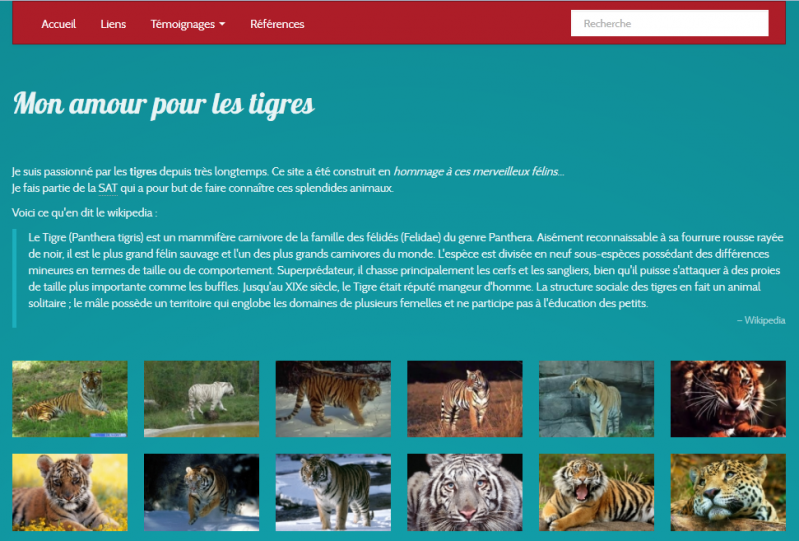 Accueil Liens Témoignages Références Recherche
Mon amour pour les tigres
Je suis passionné par les tigres depuis très longtemps. Ce site a été construit en hommage à ces merveilleux félins...
Je fais partie de la SAT qui a pour but de faire connaître ces splendides animaux.
Voici ce qu'en dit le wikipedia :
Le Tigre (Panthera tigris) est un mammifère carnivore de la famille des félidés (Felidae) du genre Panthera. Aisément reconnaissable à sa fourrure rousse rayée
de noir, il est le plus grand félin sauvage et l'un des plus grands carnivores du monde. L'espèce est divisée en neuf sous-espèces possédant des différences
mineures en termes de taille ou de comportement. Superprédateur, il chasse principalement les cerfs et les sangliers, bien qu'il puisse s'attaquer à des proies
de taille plus importante comme les buffles. Jusqu'au XIXe siècle, le Tigre était réputé mangeur d'homme. La structure sociale des tigres en fait un animal
solitaire ; le mâle possède un territoire qui englobe les domaines de plusieurs femelles et ne participe pas à l'éducation des petits.
– Wikipedia